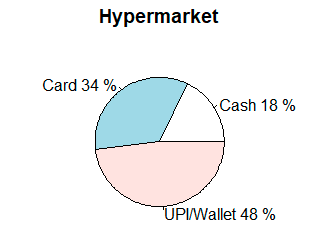 Hypermarket
Card 34 %
Cash 18 %
UPI/Wallet 48 %